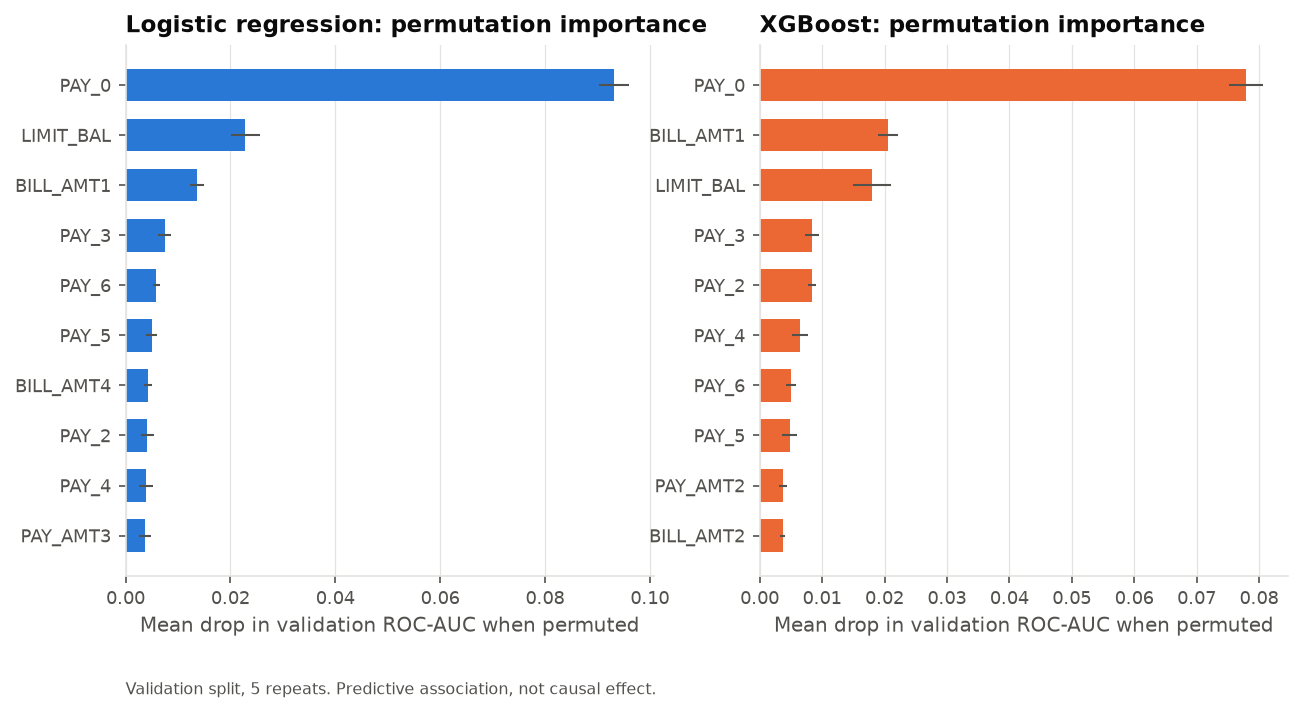 Logistic regression: permutation importance
PAY_0
LIMIT_BAL
BILL_AMT1
PAY_3
PAY_6
PAY_5
BILL_AMT4
PAY_2
PAY_4
PAY_AMT3
0.00 0.02 0.04 0.06 0.08 0.10
Mean drop in validation ROC-AUC when permuted
XGBoost: permutation importance
PAY_0
BILL_AMT1
LIMIT_BAL
PAY_3
PAY_2
PAY_4
PAY_6
PAY_5
PAY_AMT2
BILL_AMT2
0.00 0.01 0.02 0.03 0.04 0.05 0.06 0.07 0.08
Mean drop in validation ROC-AUC when permuted
Validation split, 5 repeats. Predictive association, not causal effect.